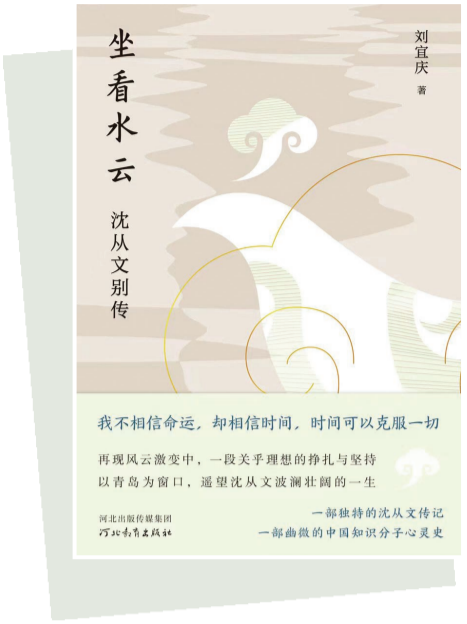 坐看水云
沈从文别传
刘宜庆
著
我不相信命运，却相信时间，时间可以克服一切
再现风云激变中，一段关乎理想的挣扎与坚持
以青岛为窗口，遥望沈从文波澜壮阔的一生
一部独特的沈从文传记
一部幽微的中国知识分子心灵史
河北出版传媒集团
河北教育出版社